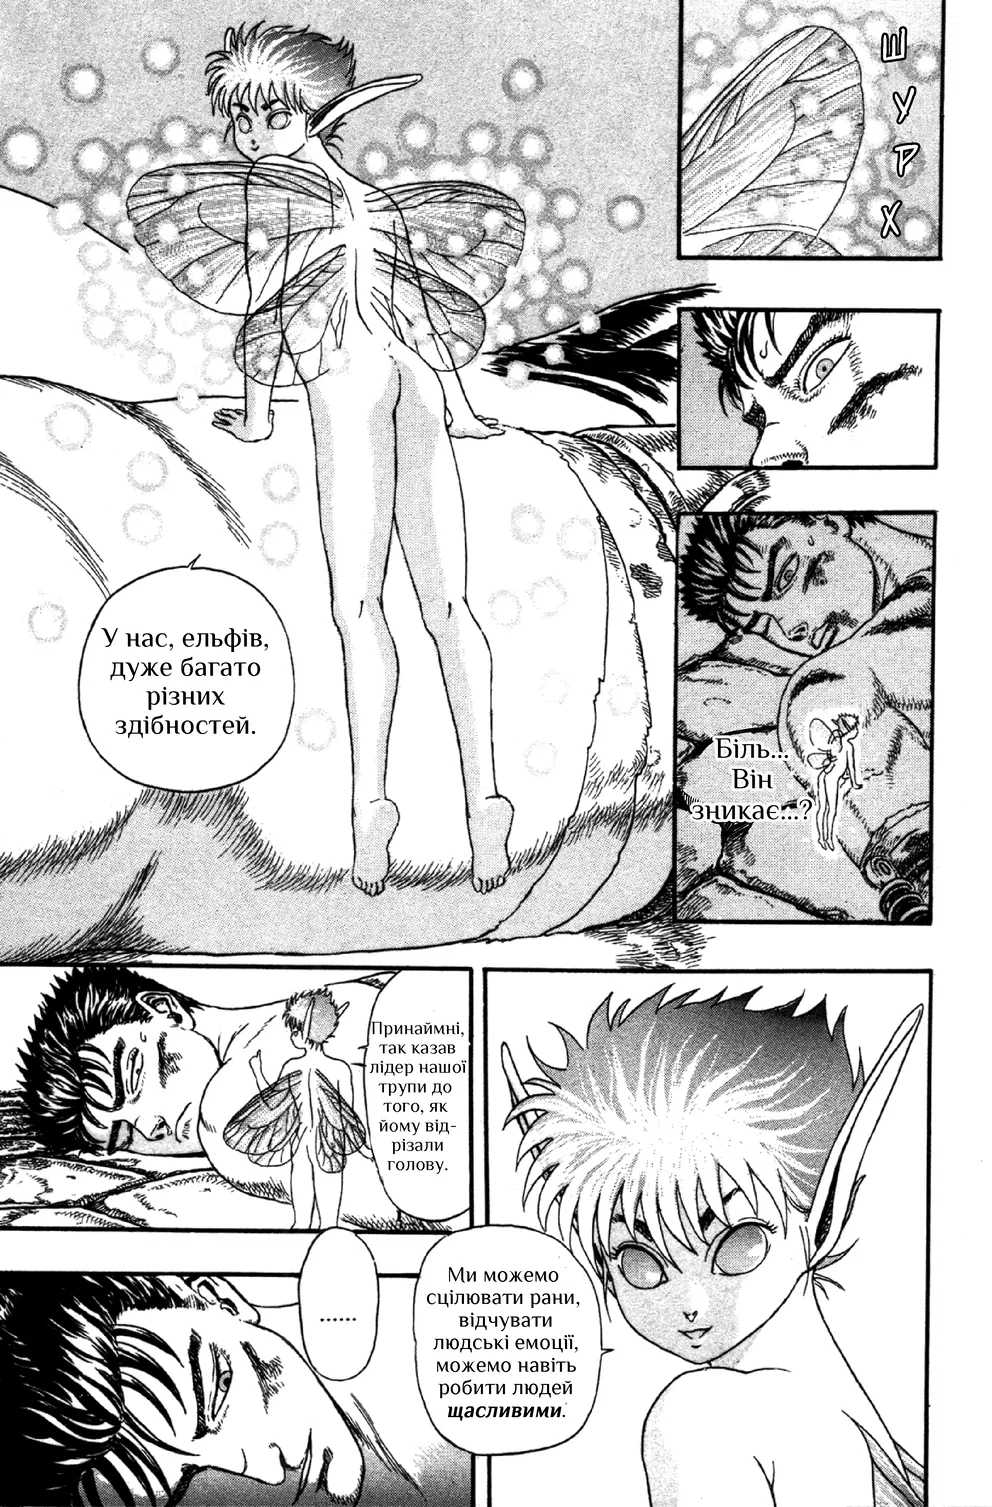 ШУРХ
Біль...
Він
зникає...?
У нас, ельфів,
дуже багато
різних
здібностей.
Ми можемо
сцілювати рани,
відчувати
людські емоції,
можемо навіть
робити людей
щасливими.
Принаймні,
так казав
лідер нашої
трупи до
того, як
йому від-
різали
голову.
.......